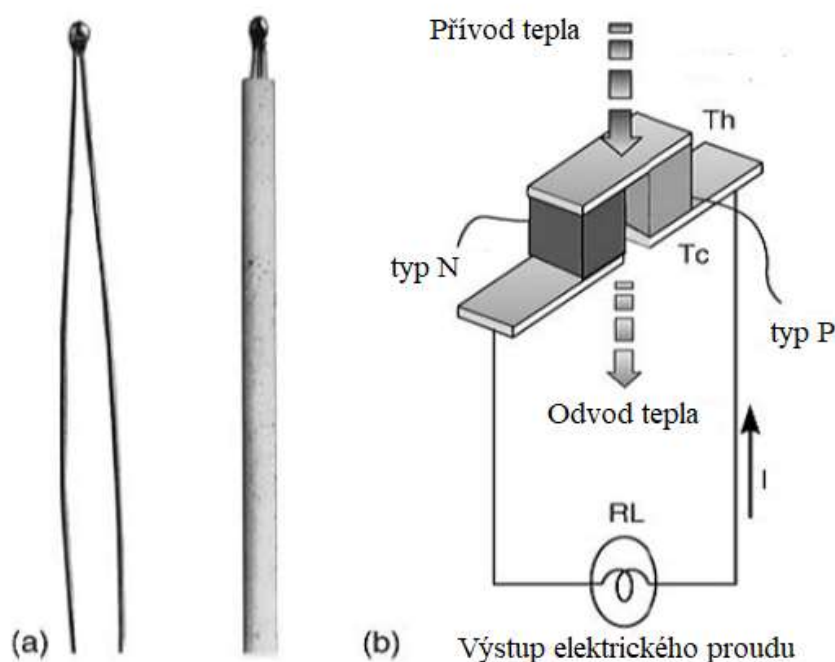 Přívod tepla
Th
typ N
Tc
typ P
Odvod tepla
I
RL
(a)
(b)
Výstup elektrického proudu